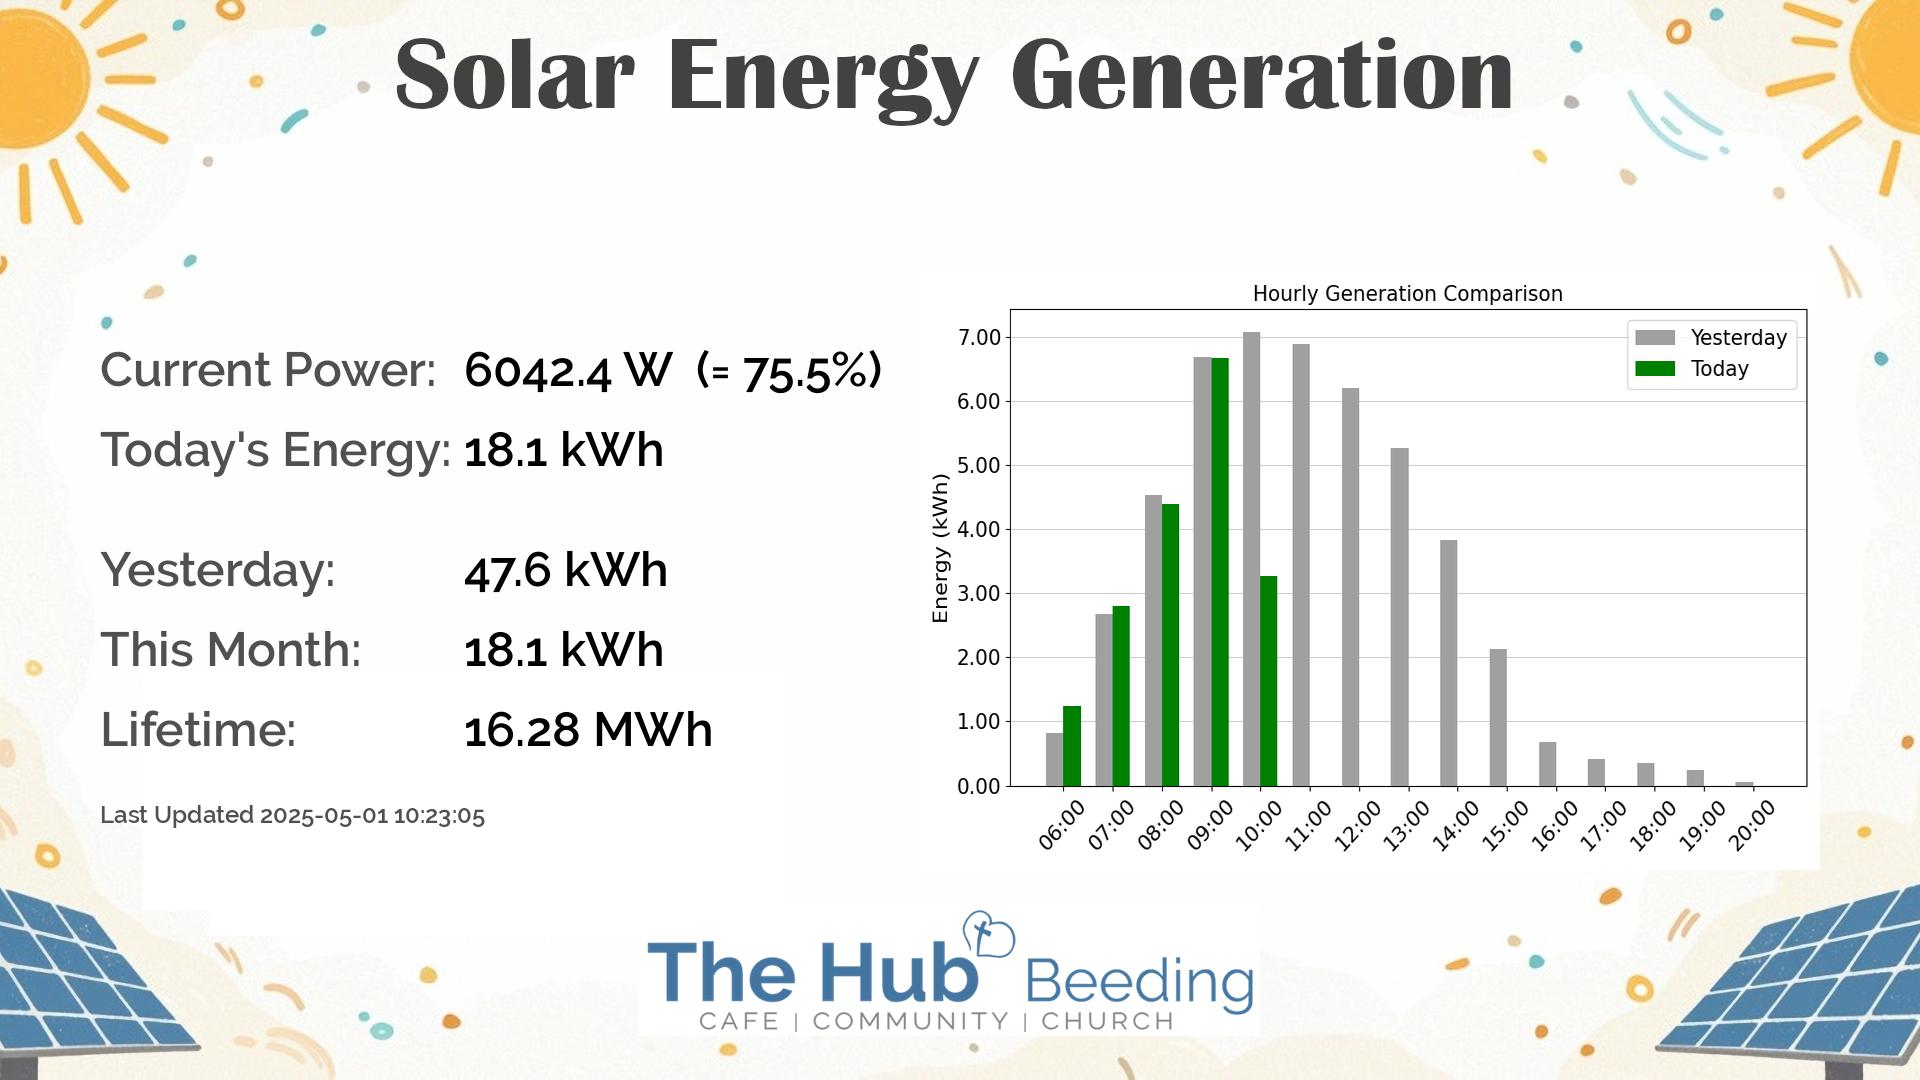 Solar Energy Generation
Current Power: 6042.4 W (= 75.5%)
Today's Energy: 18.1 kWh
Yesterday: 47.6 kWh
This Month: 18.1 kWh
Lifetime: 16.28 MWh
Last Updated 2025-05-01 10:23:05
Hourly Generation Comparison
Yesterday
Today
Energy (kWh)
7.00
6.00
5.00
4.00
3.00
2.00
1.00
0.00
06:00 07:00 08:00 09:00 10:00 11:00 12:00 13:00 14:00 15:00 16:00 17:00 18:00 19:00 20:00
The Hub Beeding
CAFE | COMMUNITY | CHURCH